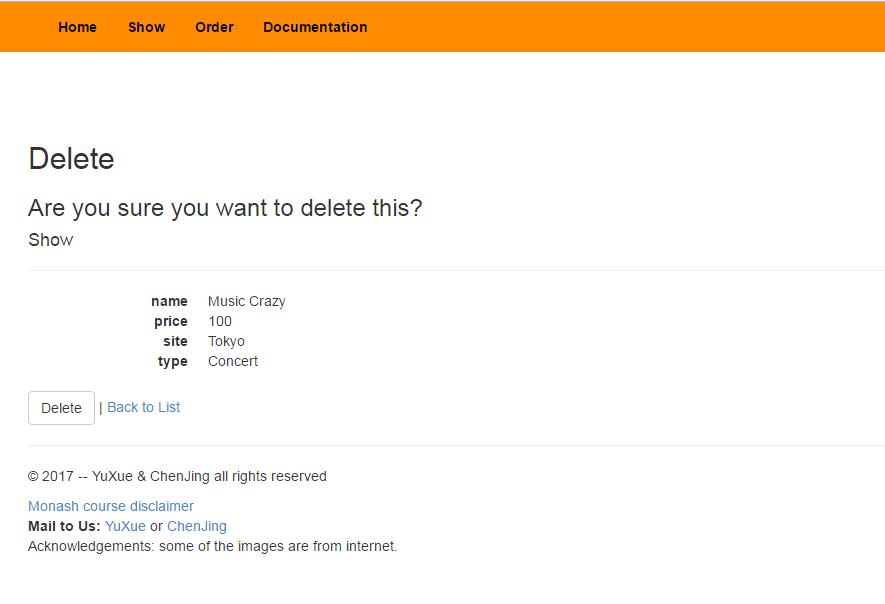 Home Show Order Documentation
Delete
Are you sure you want to delete this?
Show
name Music Crazy
price 100
site Tokyo
type Concert
Delete | Back to List
© 2017 -- YuXue & ChenJing all rights reserved
Monash course disclaimer
Mail to Us: YuXue or ChenJing
Acknowledgements: some of the images are from internet.